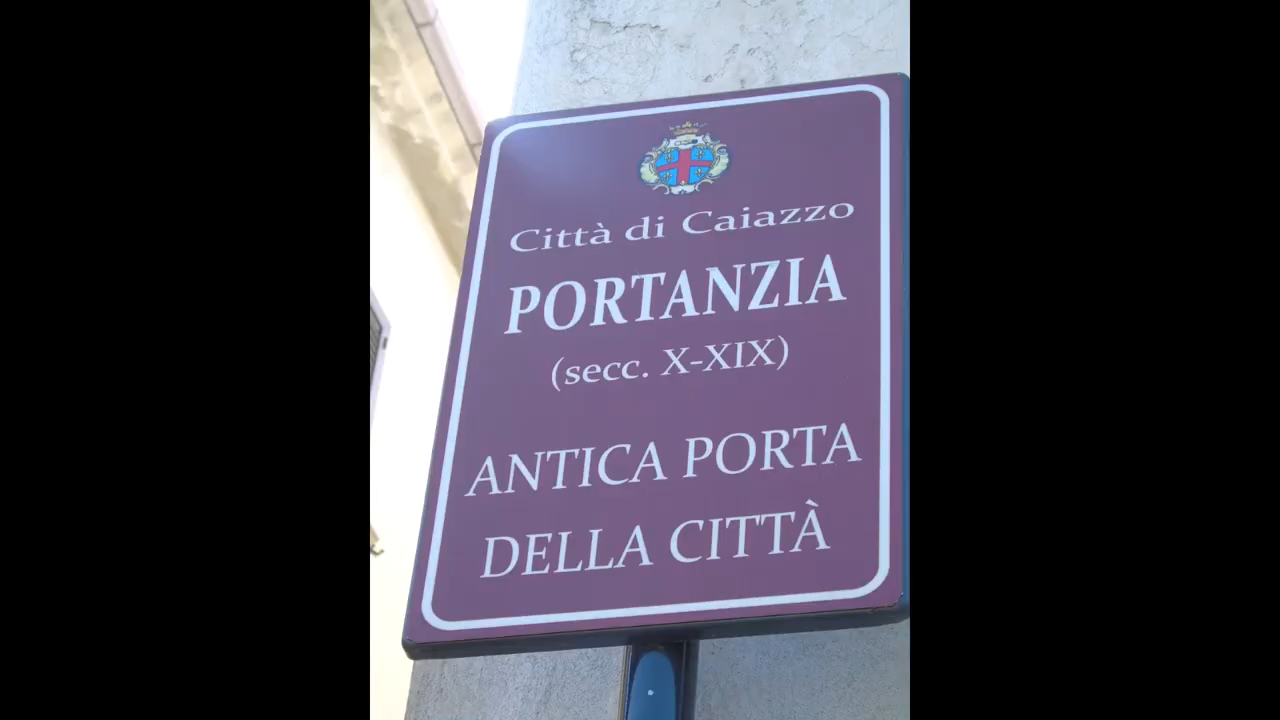 Città di Caiazzo
PORTANZIA
(secc. X-XIX)
ANTICA PORTA
DELLA CITTÀ